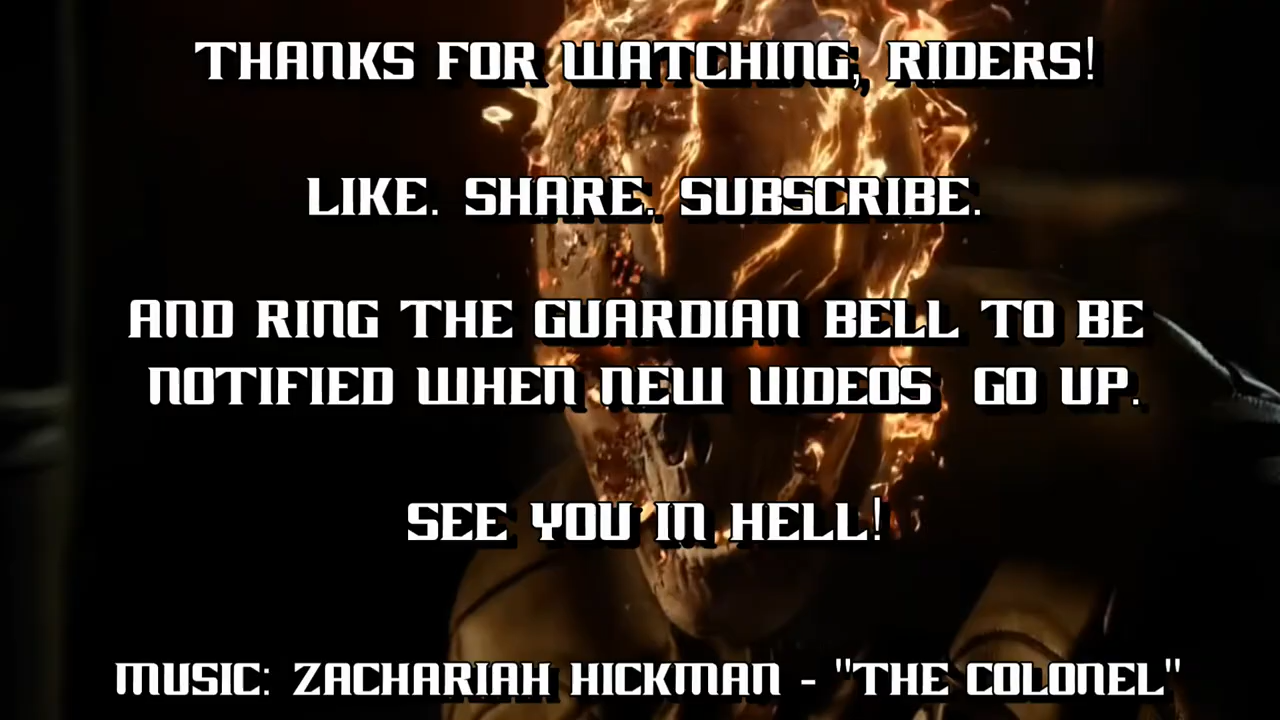 THANKS FOR WATCHING, RIDERS!
LIKE. SHARE. SUBSCRIBE.
AND RING THE GUARDIAN BELL TO BE
NOTIFIED WHEN NEW VIDEOS GO UP.
SEE YOU IN HELL!
MUSIC: ZACHARIAH HICKMAN - "THE COLONEL"